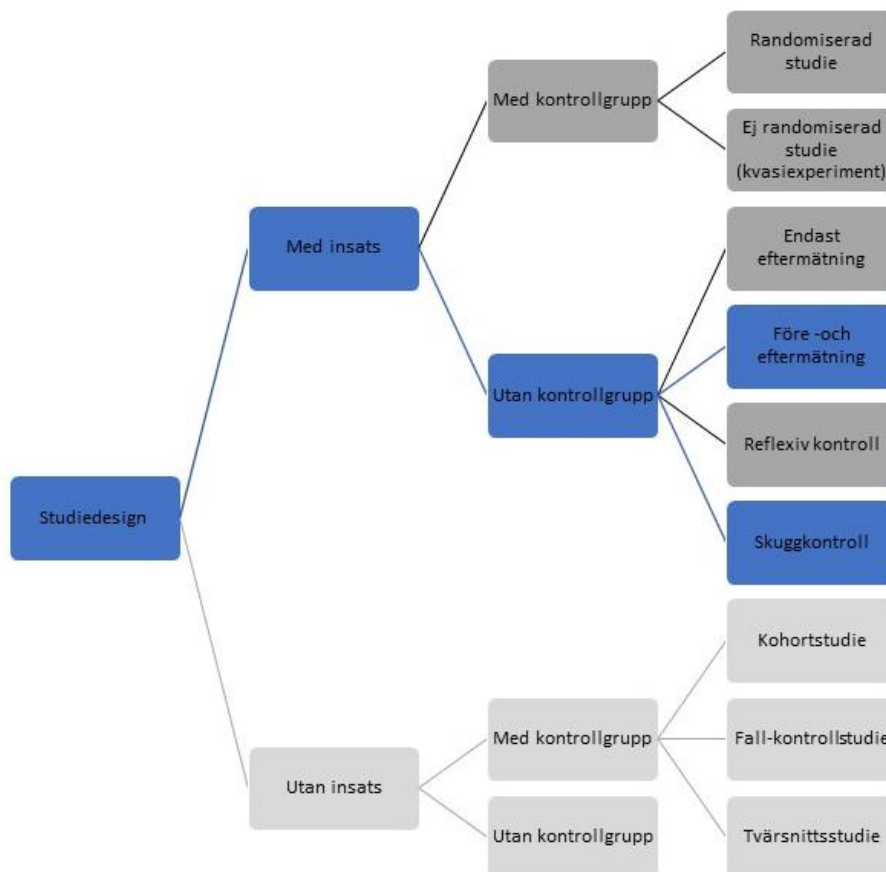 Studiedesign
Med insats
Med kontrollgrupp
Randomiserad
studie
Ej randomiserad
studie
(kvasiexperiment)
Utan kontrollgrupp
Endast
eftermätning
Före -och
eftermätning
Reflexiv kontroll
Skuggkontroll
Utan insats
Med kontrollgrupp
Kohortstudie
Fall-kontrollstudie
Tvärsnittsstudie
Utan kontrollgrupp